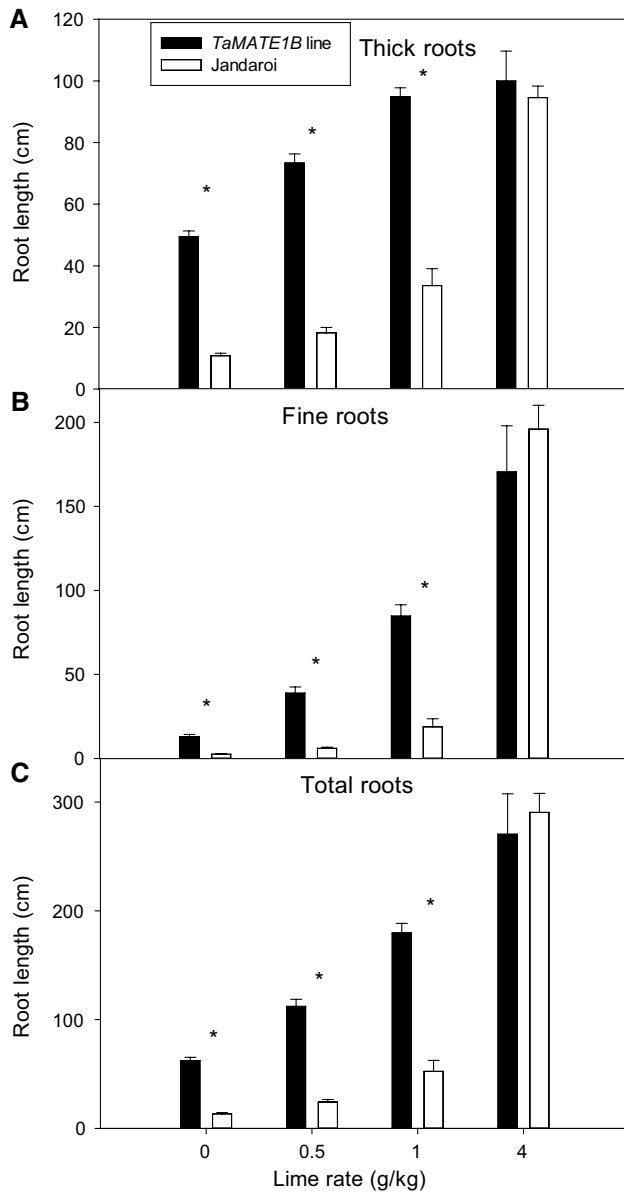 A
120
100
80
60
40
20
0
Root length (cm)
TaMATE1B line
Jandaroi
Thick roots
*
*
*
B
200
150
100
50
0
Root length (cm)
Fine roots
*
*
*
C
300
200
100
0
Root length (cm)
Total roots
*
*
*
0 0.5 1 4
Lime rate (g/kg)